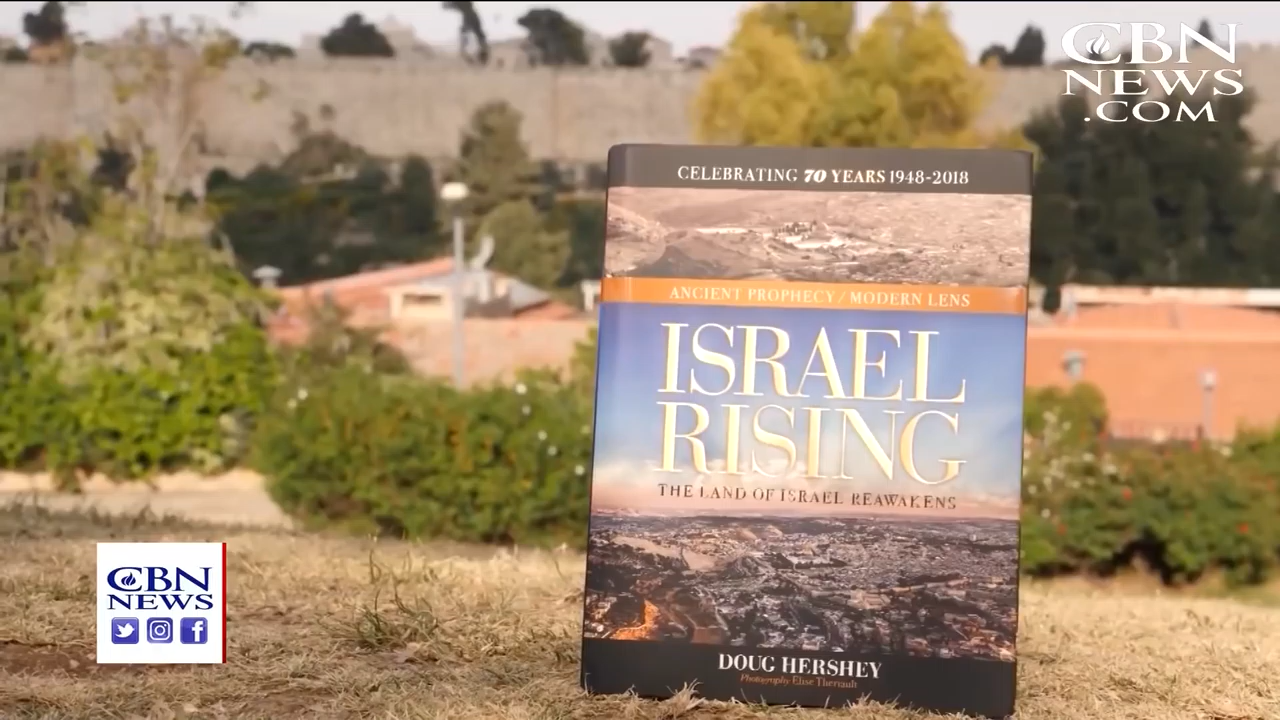 CBN
NEWS
.COM
CELEBRATING 70 YEARS 1948-2018
ANCIENT PROPHECY / MODERN LENS
ISRAEL
RISING
THE LAND OF ISRAEL REAWAKENS
DOUG HERSHEY
Photography Elise Theriault
CBN
NEWS